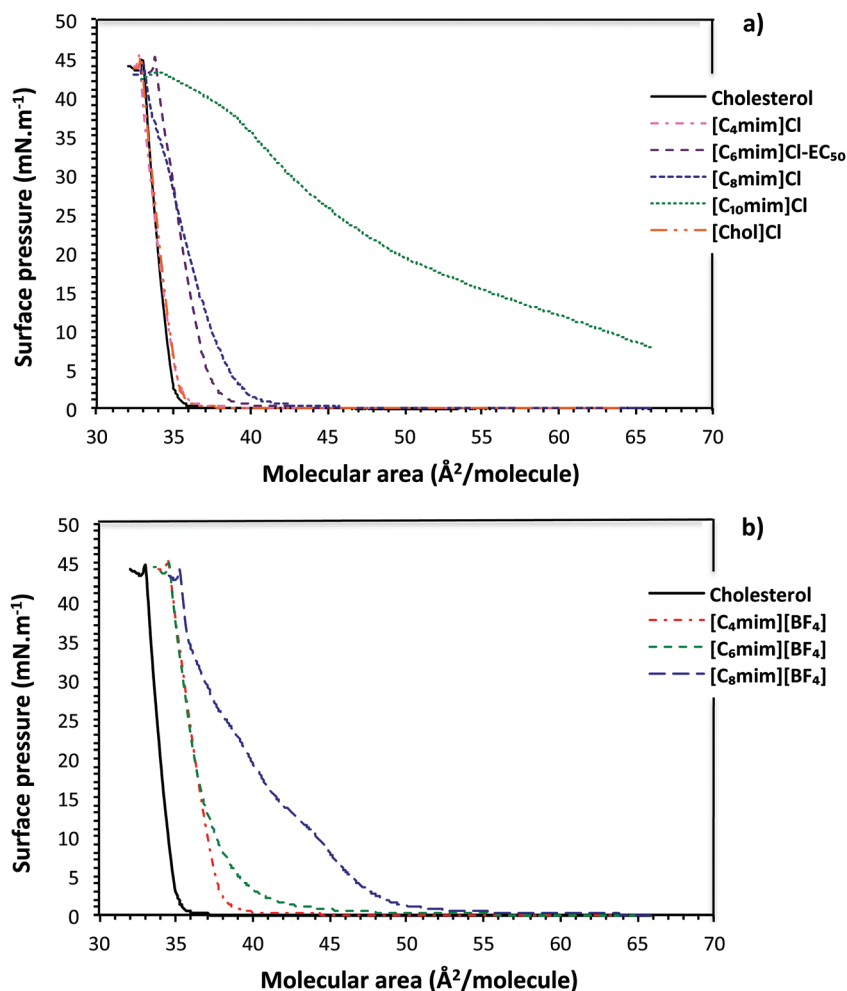 a)
50
45
40
35
30
25
20
15
10
5
0
Surface pressure (mN.m⁻¹)
30 35 40 45 50 55 60 65 70
Molecular area (Å²/molecule)
Cholesterol
[C₄mim]Cl
[C₆mim]Cl-EC₅₀
[C₈mim]Cl
[C₁₀mim]Cl
[Chol]Cl
b)
50
45
40
35
30
25
20
15
10
5
0
Surface pressure (mN.m⁻¹)
30 35 40 45 50 55 60 65 70
Molecular area (Å²/molecule)
Cholesterol
[C₄mim][BF₄]
[C₆mim][BF₄]
[C₈mim][BF₄]